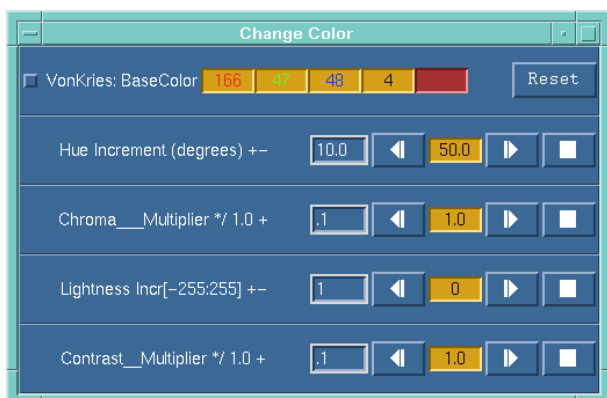 Change Color
VonKries: BaseColor 166 47 48 4 Reset
Hue Increment (degrees) +− 10.0 50.0
Chroma___Multiplier */ 1.0 + .1 1.0
Lightness Incr[−255:255] +− 1 0
Contrast__Multiplier */ 1.0 + .1 1.0